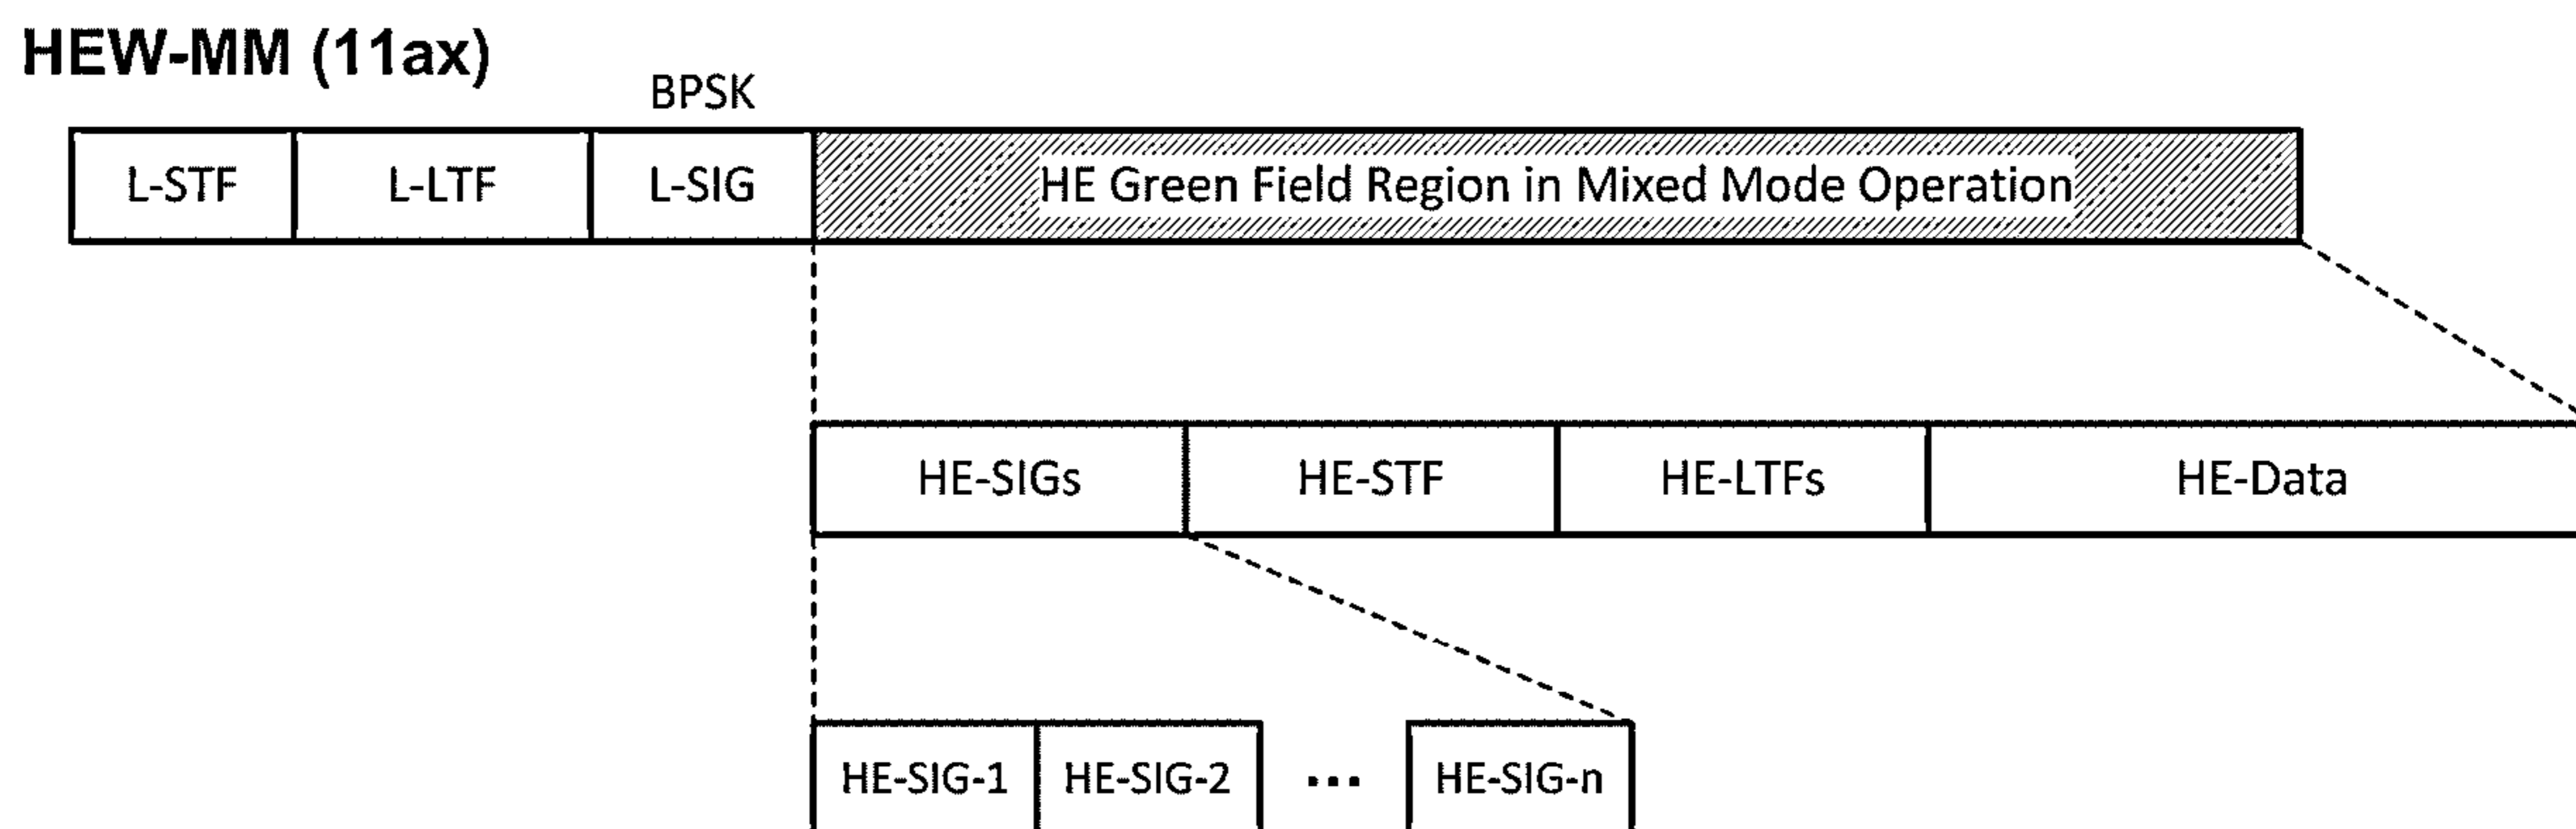 HEW-MM (11ax)
BPSK
L-STF L-LTF L-SIG HE Green Field Region in Mixed Mode Operation
HE-SIGs HE-STF HE-LTFs HE-Data
HE-SIG-1 HE-SIG-2 ... HE-SIG-n